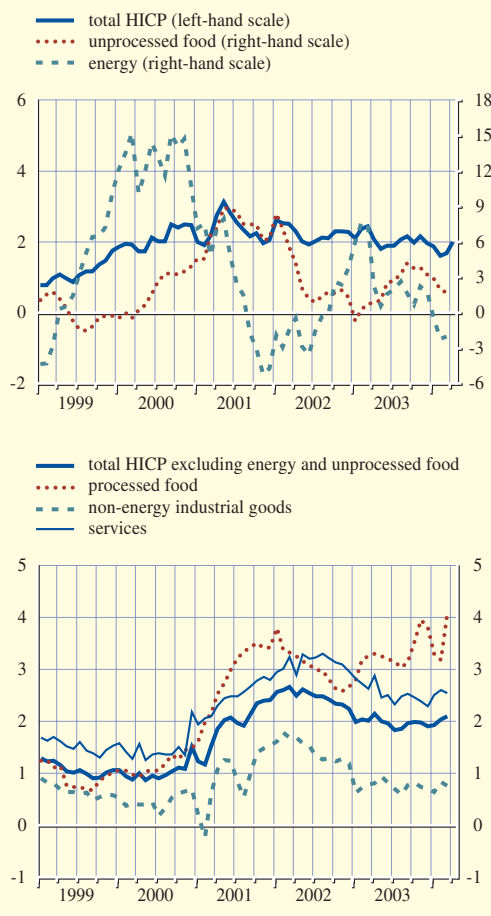 total HICP (left-hand scale)
unprocessed food (right-hand scale)
energy (right-hand scale)
6 18
15
4 12
9
2 6
3
0 0
-3
-2 -6
1999 2000 2001 2002 2003
total HICP excluding energy and unprocessed food
processed food
non-energy industrial goods
services
5 5
4 4
3 3
2 2
1 1
0 0
-1 -1
1999 2000 2001 2002 2003